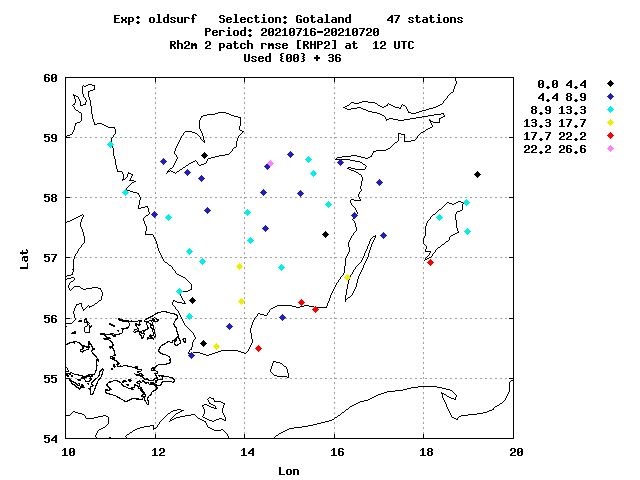 Exp: oldsurf   Selection: Gotaland     47 stations
Period: 20210716-20210720
Rh2m 2 patch rmse [RHP2] at  12 UTC
Used {00} + 36
0.0 4.4
4.4 8.9
8.9 13.3
13.3 17.7
17.7 22.2
22.2 26.6
60
59
58
57
56
55
54
Lat
10 12 14 16 18 20
Lon